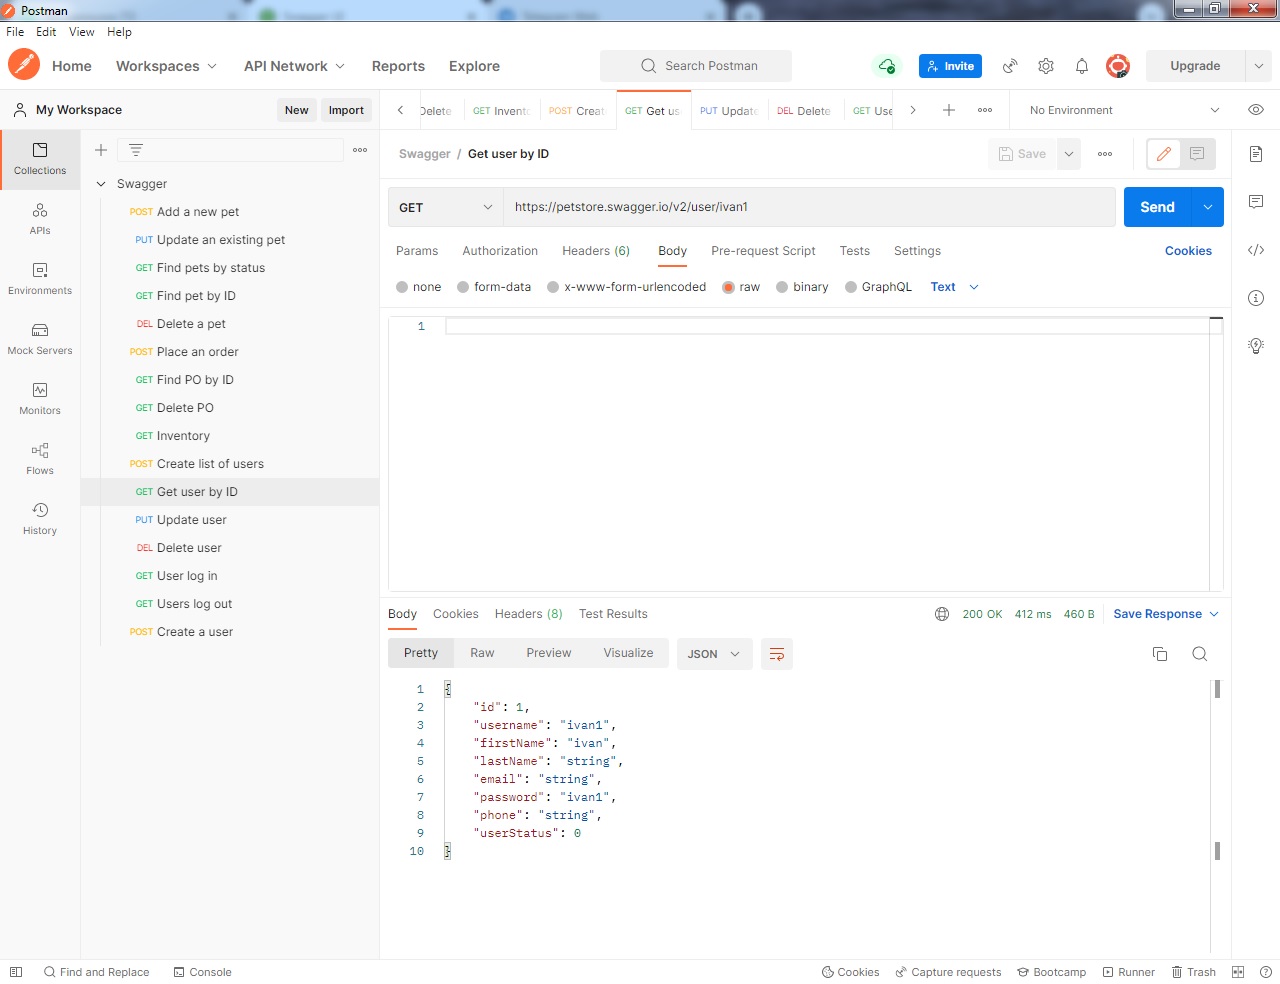 Postman
File Edit View Help
Home Workspaces API Network Reports Explore Search Postman Invite Upgrade
My Workspace New Import
Delete GET Invent POST Creat GET Get us PUT Update DEL Delete GET Use No Environment
Collections
APIs
Environments
Mock Servers
Monitors
Flows
History
Swagger
POST Add a new pet
PUT Update an existing pet
GET Find pets by status
GET Find pet by ID
DEL Delete a pet
POST Place an order
GET Find PO by ID
GET Delete PO
GET Inventory
POST Create list of users
GET Get user by ID
PUT Update user
DEL Delete user
GET User log in
GET Users log out
POST Create a user
Swagger / Get user by ID Save
GET https://petstore.swagger.io/v2/user/ivan1 Send
Params Authorization Headers (6) Body Pre-request Script Tests Settings Cookies
none form-data x-www-form-urlencoded raw binary GraphQL Text
1
Body Cookies Headers (8) Test Results 200 OK 412 ms 460 B Save Response
Pretty Raw Preview Visualize JSON
1 {
2 "id": 1,
3 "username": "ivan1",
4 "firstName": "ivan",
5 "lastName": "string",
6 "email": "string",
7 "password": "ivan1",
8 "phone": "string",
9 "userStatus": 0
10 }
Find and Replace Console Cookies Capture requests Bootcamp Runner Trash